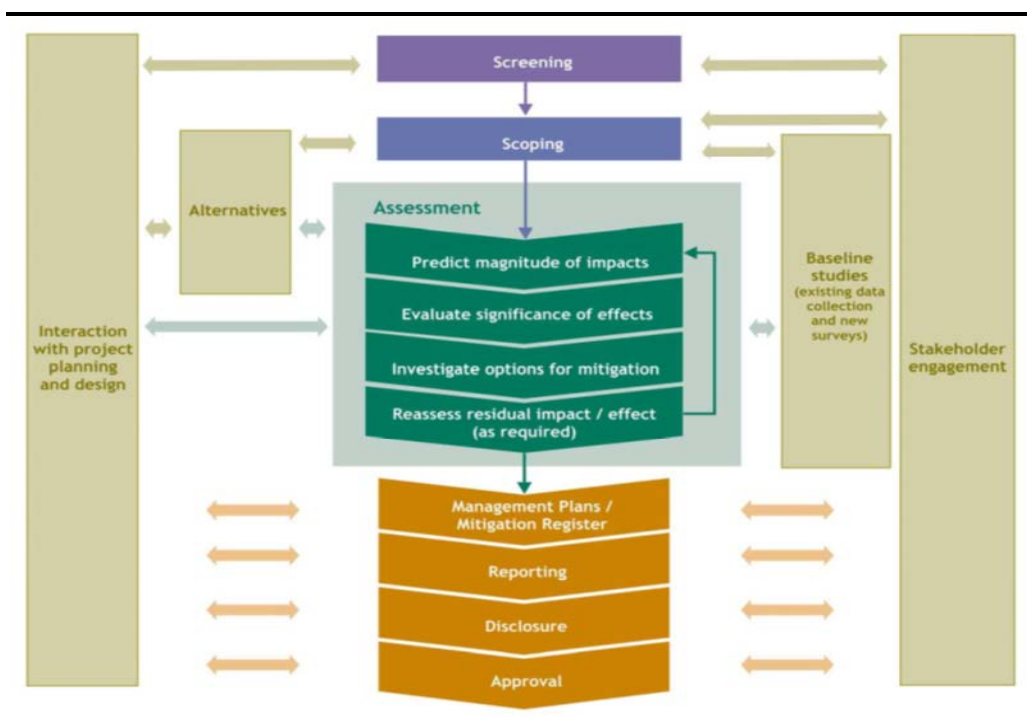 Screening
Scoping
Alternatives
Assessment
Predict magnitude of impacts
Evaluate significance of effects
Investigate options for mitigation
Reassess residual impact / effect
(as required)
Baseline
studies
(existing data
collection
and new
surveys)
Interaction
with project
planning
and design
Stakeholder
engagement
Management Plans /
Mitigation Register
Reporting
Disclosure
Approval